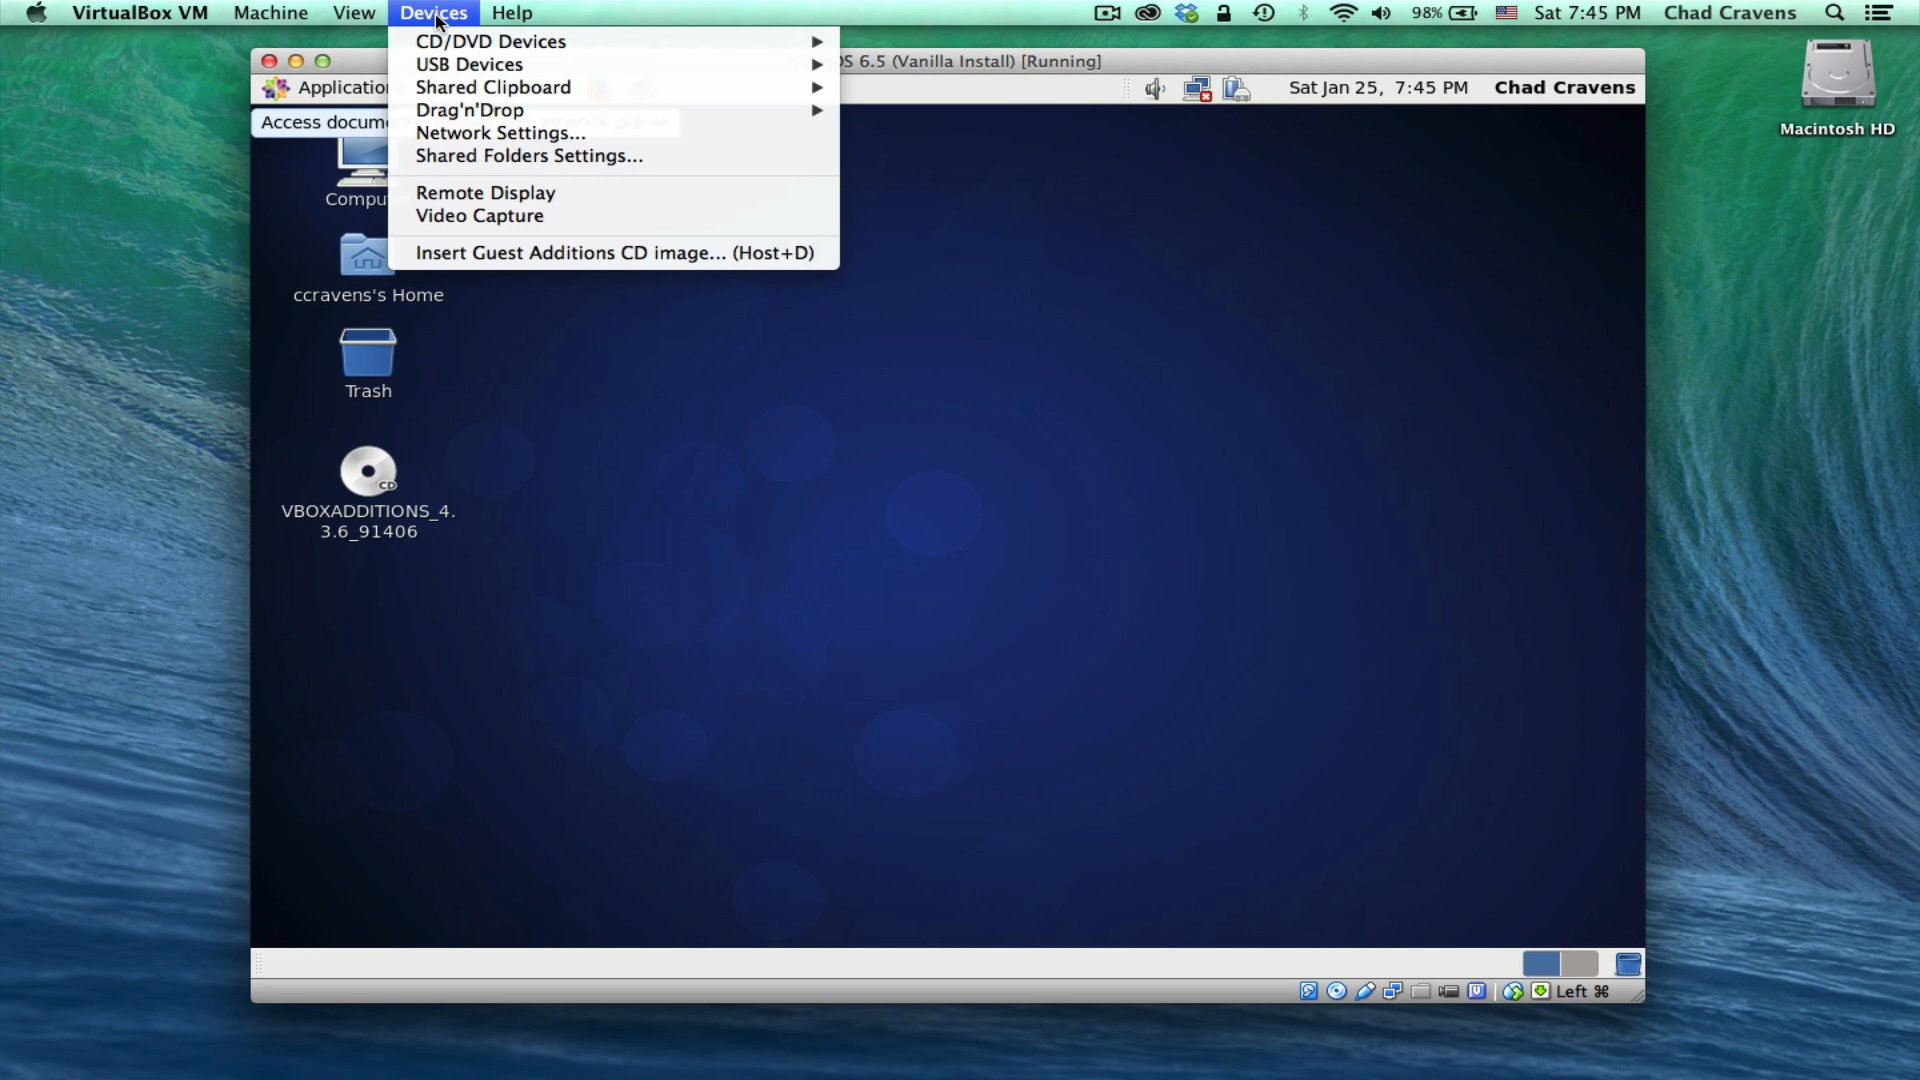 VirtualBox VM Machine View Devices Help 98% Sat 7:45 PM Chad Cravens
CD/DVD Devices
USB Devices
Shared Clipboard
Drag'n'Drop
Network Settings...
Shared Folders Settings...
Remote Display
Video Capture
Insert Guest Additions CD image... (Host+D)
OS 6.5 (Vanilla Install) [Running]
Applicatio Sat Jan 25, 7:45 PM Chad Cravens
Access docume
Compu
ccravens's Home
Trash
CD
VBOXADDITIONS_4.
3.6_91406
Macintosh HD
Left ⌘